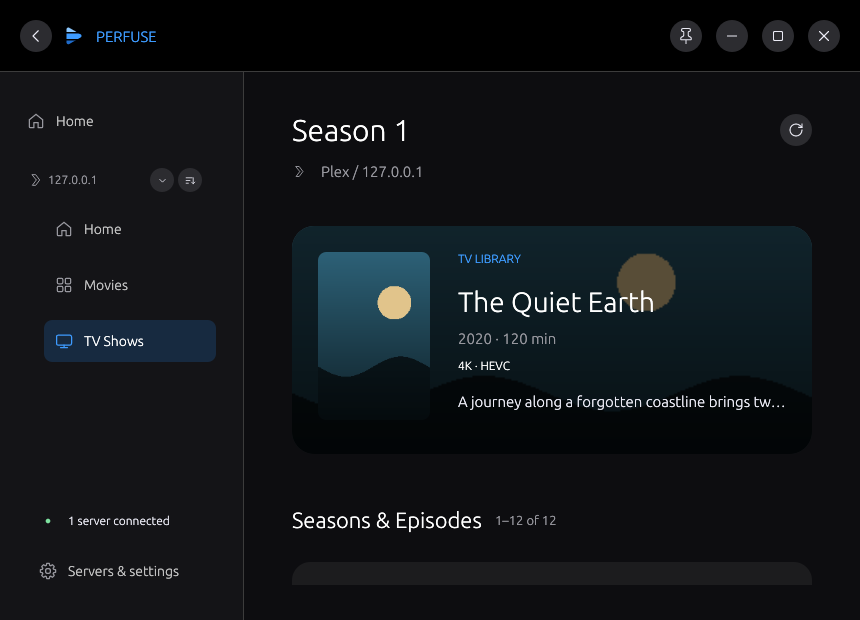 PERFUSE
Home
127.0.0.1
Home
Movies
TV Shows
1 server connected
Servers & settings
Season 1
Plex / 127.0.0.1
TV LIBRARY
The Quiet Earth
2020 · 120 min
4K · HEVC
A journey along a forgotten coastline brings tw…
Seasons & Episodes 1–12 of 12